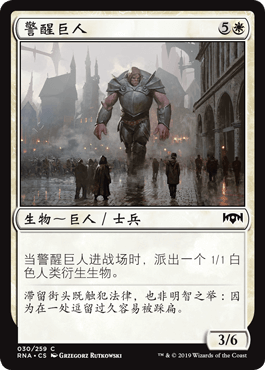 警醒巨人 5
生物～巨人 / 士兵
当警醒巨人进战场时，派出一个 1/1 白
色人类衍生生物。
滞留街头既触犯法律，也非明智之举：因
为在一处逗留过久容易被踩扁。
3/6
030/259 C
RNA • CS GRZEGORZ RUTKOWSKI
™ & © 2019 Wizards of the Coast